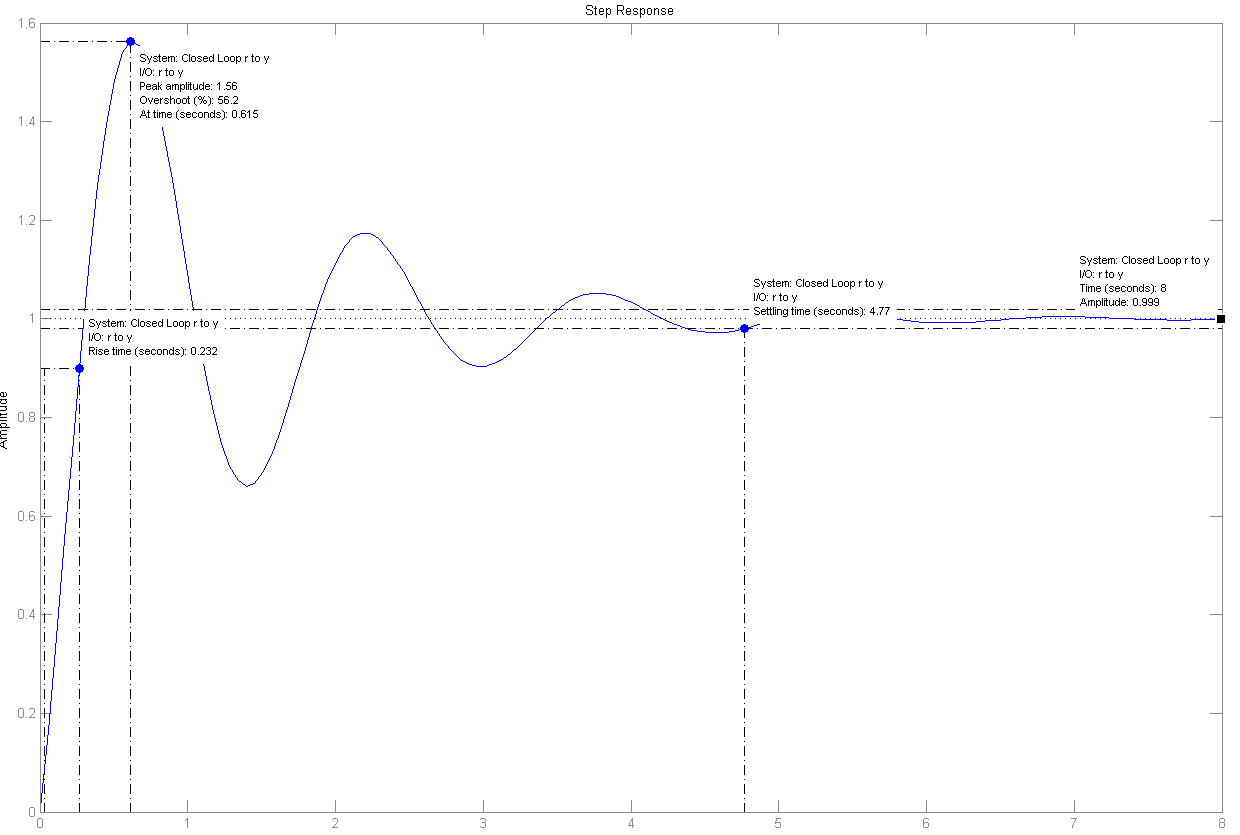 Step Response
1.6
System: Closed Loop r to y
I/O: r to y
Peak amplitude: 1.56
Overshoot (%): 56.2
At time (seconds): 0.615
1.4
1.2
System: Closed Loop r to y
I/O: r to y
Time (seconds): 8
Amplitude: 0.999
System: Closed Loop r to y
I/O: r to y
Settling time (seconds): 4.77
1
System: Closed Loop r to y
I/O: r to y
Rise time (seconds): 0.232
Amplitude
0.8
0.6
0.4
0.2
0
0 1 2 3 4 5 6 7 8